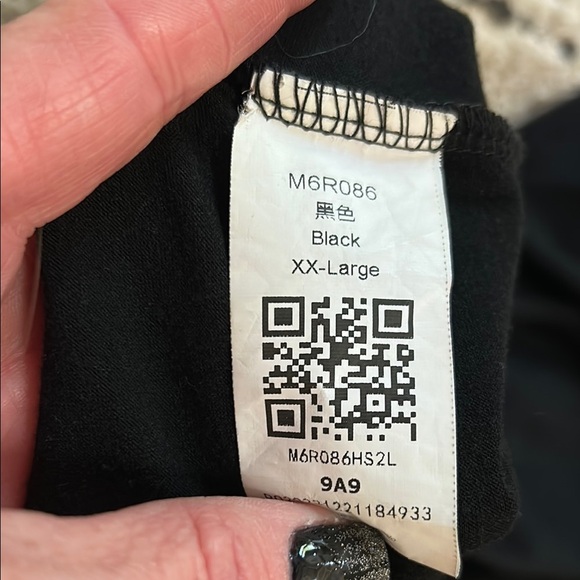 M6R086
黑色
Black
XX-Large
M6R086HS2L
9A9